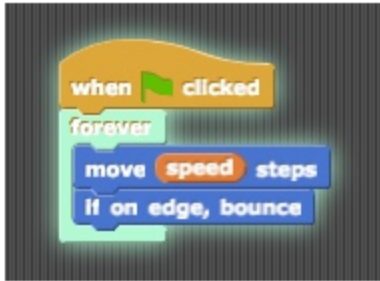 when clicked
forever
move speed steps
if on edge, bounce